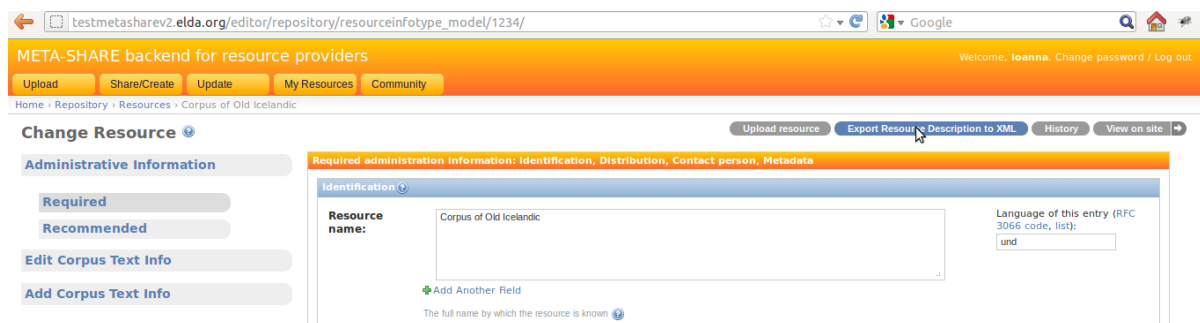 testmetasharev2.elda.org/editor/repository/resourceinfotype_model/1234/ Google
META-SHARE backend for resource providers Welcome, Ioanna. Change password / Log out
Upload Share/Create Update My Resources Community
Home › Repository › Resources › Corpus of Old Icelandic
Change Resource Upload resource Export Resource Description to XML History View on site
Administrative Information
Required administration information: Identification, Distribution, Contact person, Metadata
Identification
Required
Recommended
Edit Corpus Text Info
Add Corpus Text Info
Resource
name:
Corpus of Old Icelandic
Language of this entry (RFC
3066 code, list):
und
Add Another Field
The full name by which the resource is known